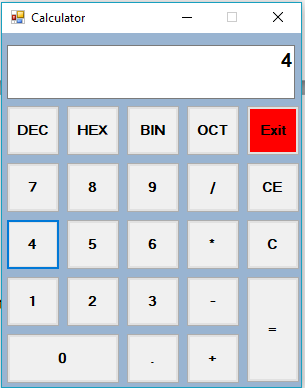 Calculator
4
DEC HEX BIN OCT Exit
7 8 9 / CE
4 5 6 * C
1 2 3 -
=
0 . +